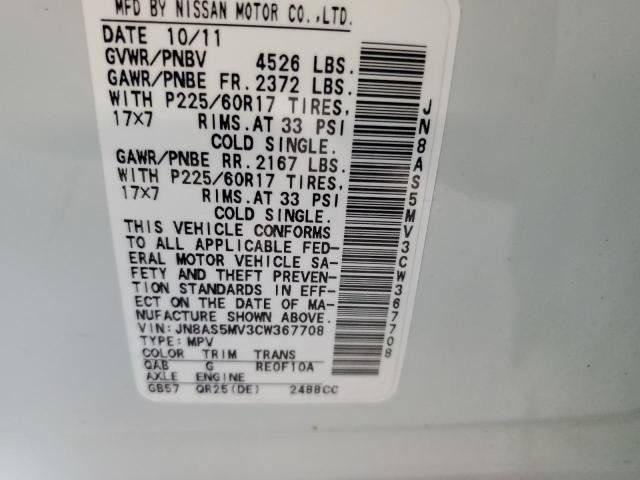 MFD BY NISSAN MOTOR CO.,LTD.
DATE 10/11
GVWR/PNBV 4526 LBS.
GAWR/PNBE FR. 2372 LBS.
WITH P225/60R17 TIRES,
17×7 RIMS. AT 33 PSI
COLD SINGLE.
GAWR/PNBE RR. 2167 LBS.
WITH P225/60R17 TIRES,
17×7 RIMS. AT 33 PSI
COLD SINGLE.
THIS VEHICLE CONFORMS
TO ALL APPLICABLE FED-
ERAL MOTOR VEHICLE SA-
FETY AND THEFT PREVEN-
TION STANDARDS IN EFF-
ECT ON THE DATE OF MA-
NUFACTURE SHOWN ABOVE.
VIN: JN8AS5MV3CW367708
TYPE: MPV
COLOR TRIM TRANS
QAB G RE0F10A
AXLE ENGINE
GB57 QR25(DE) 2488CC
JN8AS5MV3CW367708